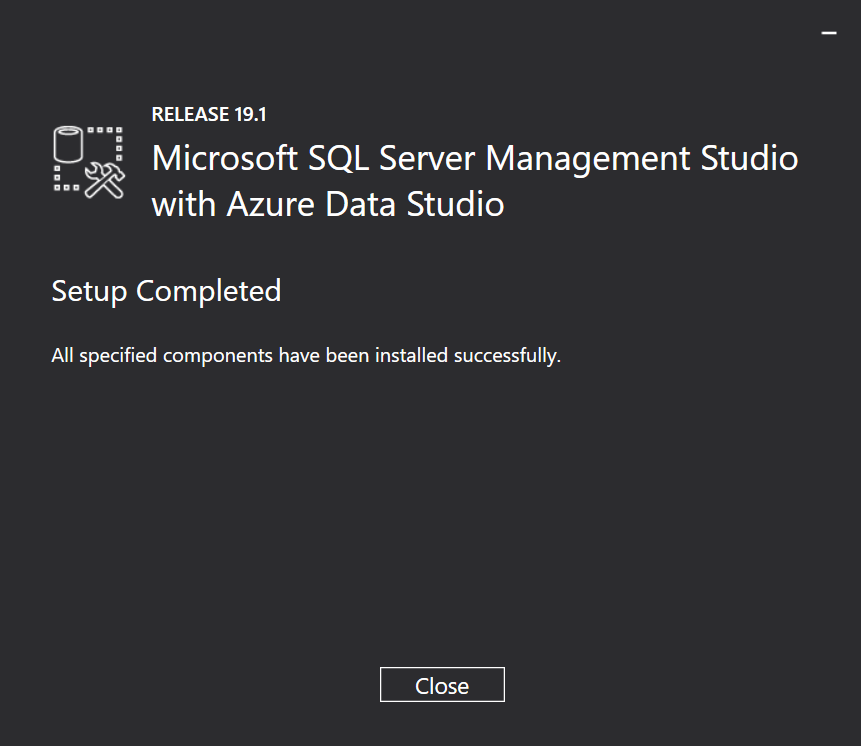 RELEASE 19.1
Microsoft SQL Server Management Studio
with Azure Data Studio
Setup Completed
All specified components have been installed successfully.
Close